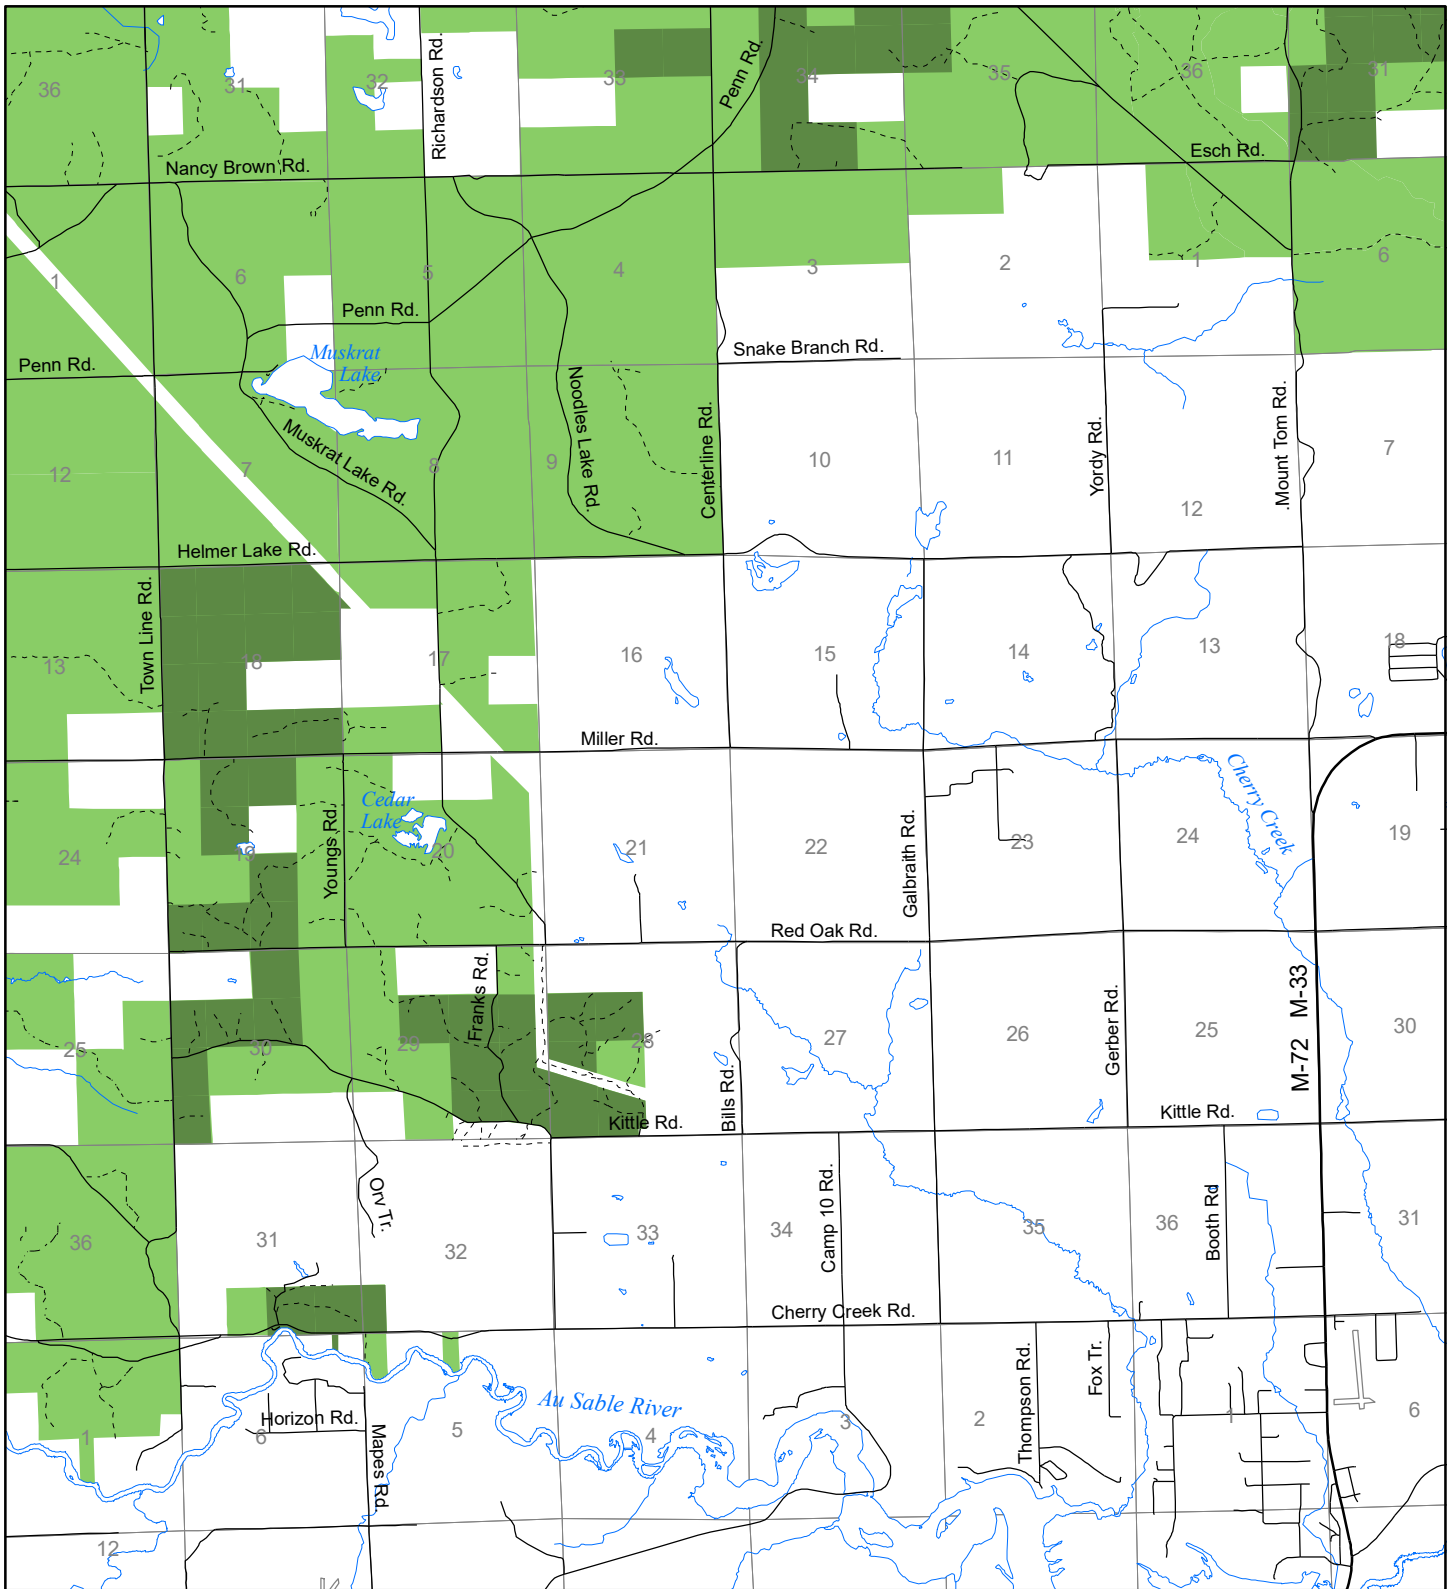 36
31
32
Richardson Rd.
33
Penn Rd.
34
35
36
31
Nancy Brown Rd.
Esch Rd.
1
6
5
4
3
2
1
6
Penn Rd.
Snake Branch Rd.
Penn Rd.
Muskrat
Lake
Noodles Lake Rd.
Centerline Rd.
Yordy Rd.
Mount Tom Rd.
Muskrat Lake Rd.
12
7
8
9
10
11
12
7
Helmer Lake Rd.
Town Line Rd.
13
18
17
16
15
14
13
18
Miller Rd.
Cherry Creek
Cedar
Lake
Youngs Rd.
Galbraith Rd.
24
19
20
21
22
23
24
19
Red Oak Rd.
Franks Rd.
M-72 M-33
Gerber Rd.
25
30
29
28
27
26
25
30
Bills Rd.
Kittle Rd.
Kittle Rd.
Orv Tr.
Camp 10 Rd.
Booth Rd
36
31
32
33
34
35
36
31
Cherry Creek Rd.
Thompson Rd.
Fox Tr.
Au Sable River
Horizon Rd.
Mapes Rd.
1
6
5
4
3
2
1
6
12